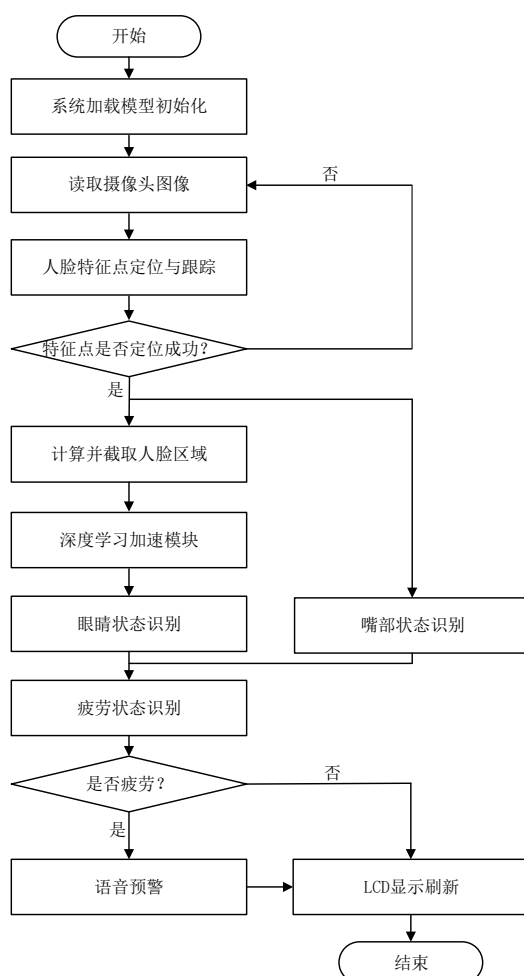 开始
系统加载模型初始化
读取摄像头图像
否
人脸特征点定位与跟踪
特征点是否定位成功?
是
计算并截取人脸区域
深度学习加速模块
眼睛状态识别
嘴部状态识别
疲劳状态识别
是否疲劳?
否
是
语音预警
LCD显示刷新
结束